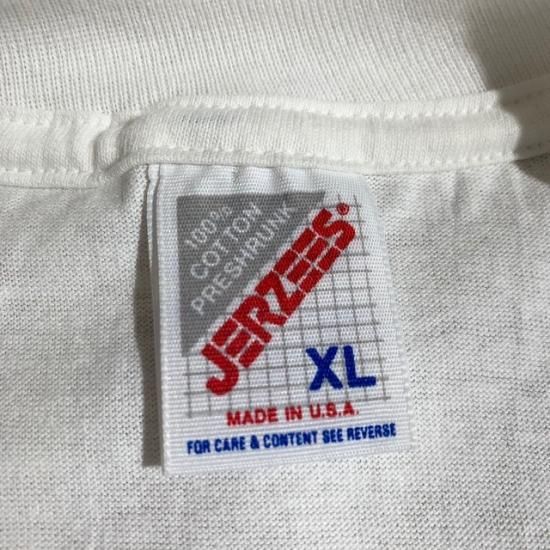 100%
COTTON
PRESHRUNK
JERZEES®
XL
MADE IN U.S.A.
FOR CARE & CONTENT SEE REVERSE